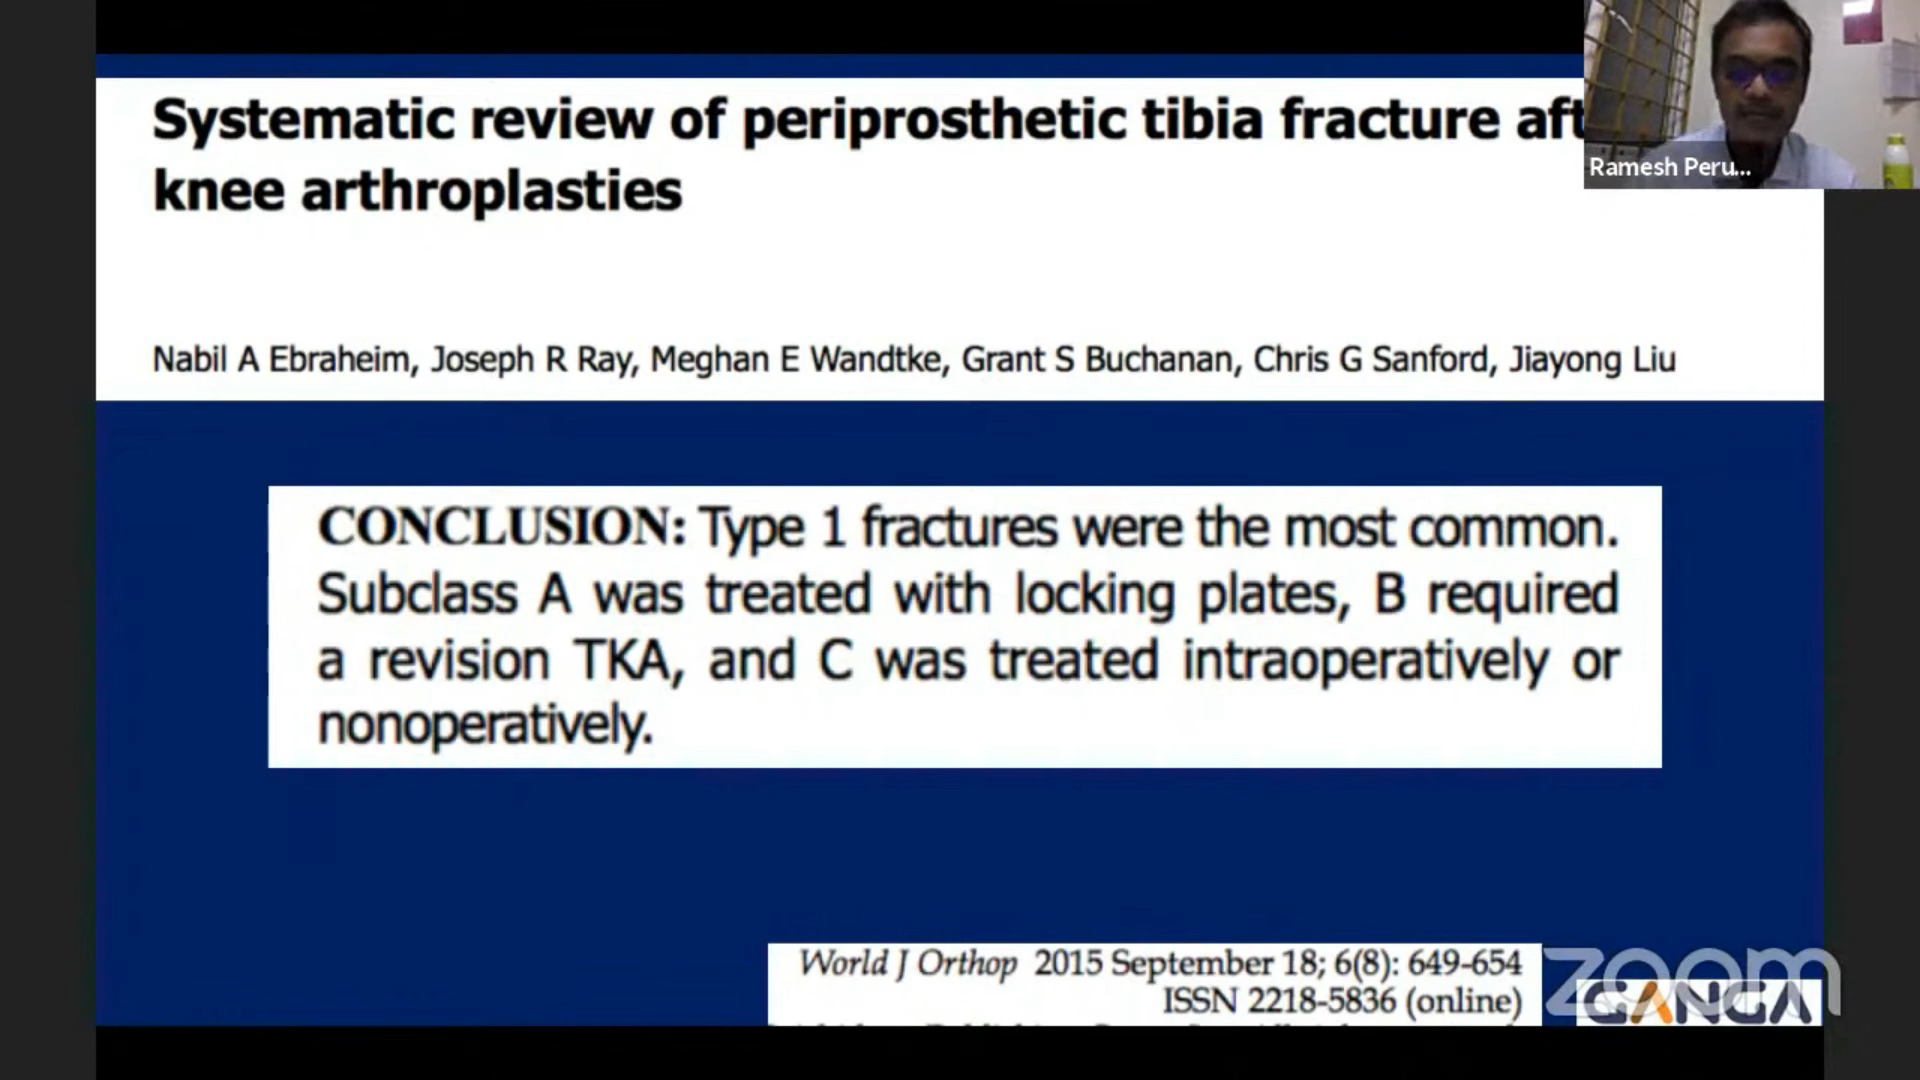 Systematic review of periprosthetic tibia fracture aft
knee arthroplasties
Ramesh Peru...
Nabil A Ebraheim, Joseph R Ray, Meghan E Wandtke, Grant S Buchanan, Chris G Sanford, Jiayong Liu
CONCLUSION: Type 1 fractures were the most common.
Subclass A was treated with locking plates, B required
a revision TKA, and C was treated intraoperatively or
nonoperatively.
World J Orthop 2015 September 18; 6(8): 649-654
ISSN 2218-5836 (online)
zoom
GANGA